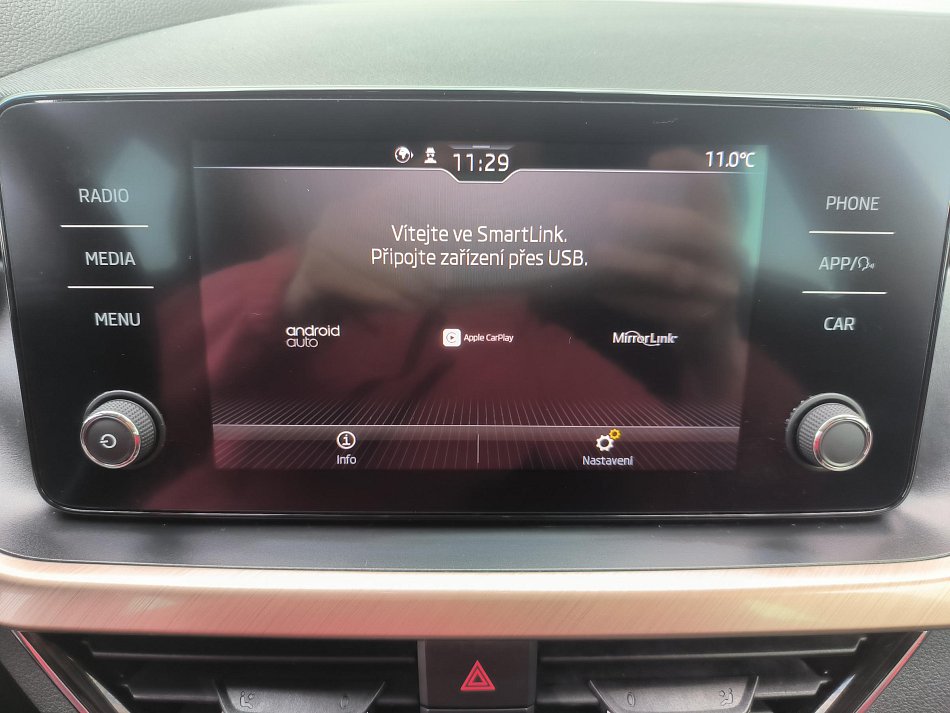 11:29
11.0°C
RADIO
MEDIA
MENU
Vítejte ve SmartLink.
Připojte zařízení přes USB.
android
auto
Apple CarPlay
MirrorLink
Info
Nastavení
PHONE
APP/
CAR